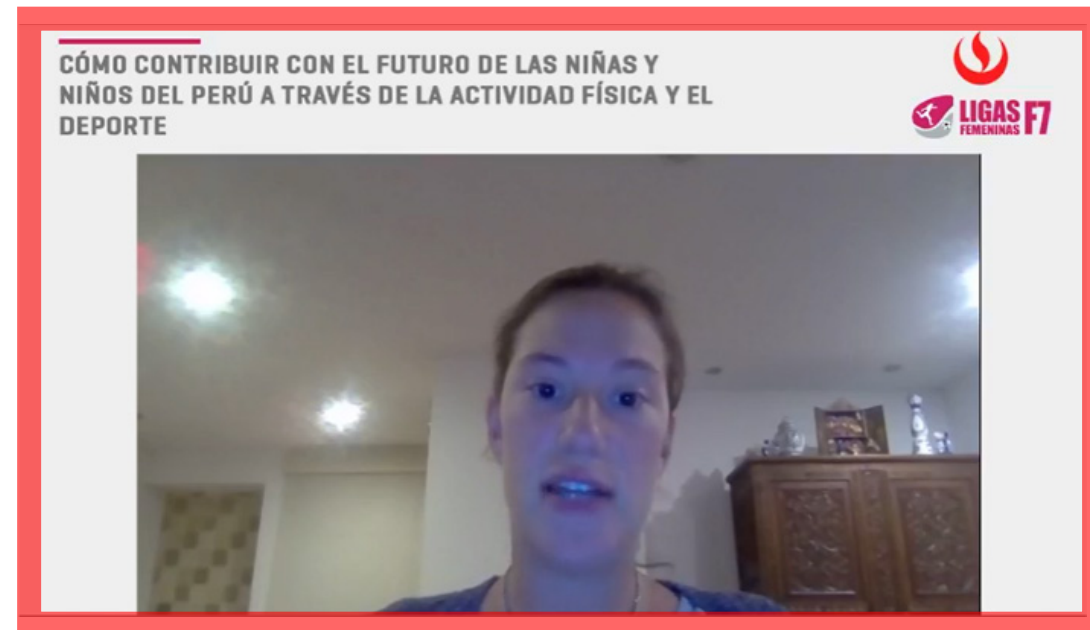 CÓMO CONTRIBUIR CON EL FUTURO DE LAS NIÑAS Y
NIÑOS DEL PERÚ A TRAVÉS DE LA ACTIVIDAD FÍSICA Y EL
DEPORTE
LIGAS F7
FEMENINAS